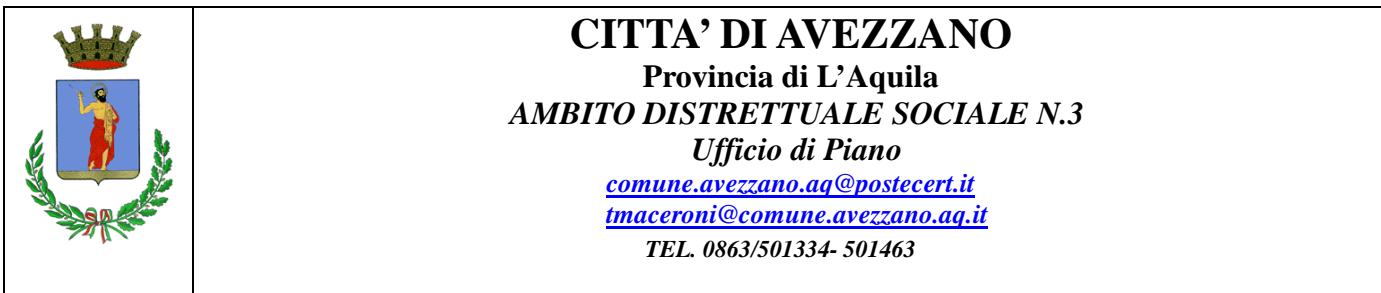 CITTA’ DI AVEZZANO
Provincia di L’Aquila
AMBITO DISTRETTUALE SOCIALE N.3
Ufficio di Piano
comune.avezzano.aq@postecert.it
tmaceroni@comune.avezzano.aq.it
TEL. 0863/501334- 501463